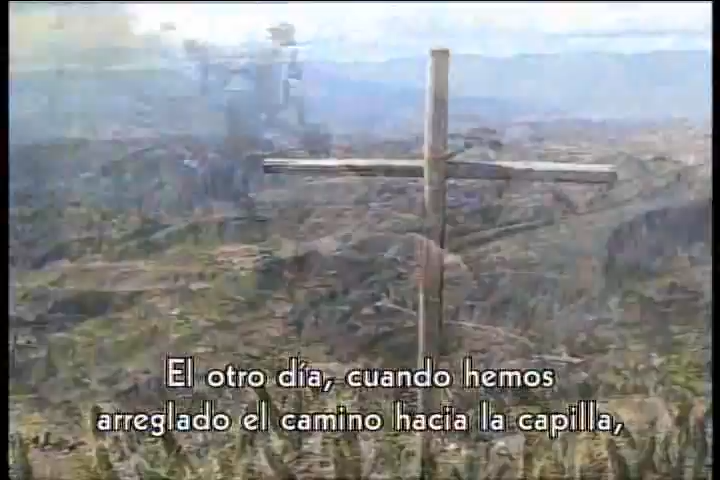 El otro día, cuando hemos
arreglado el camino hacia la capilla,